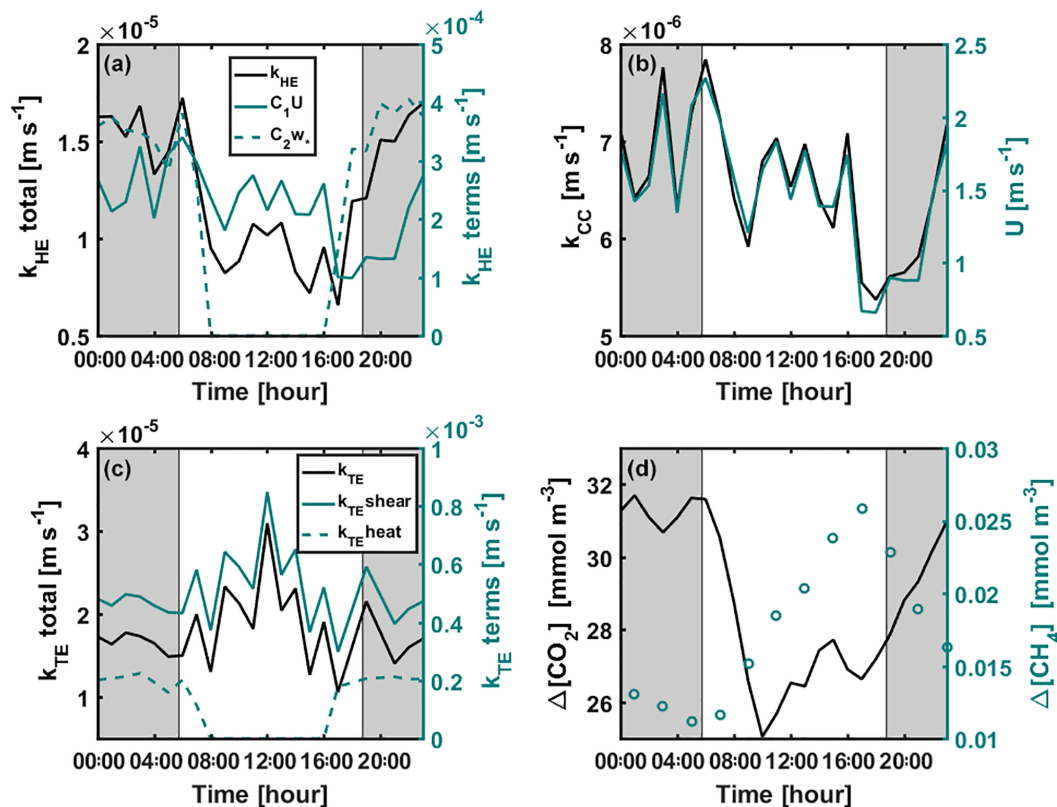 (a)
× 10⁻⁵
× 10⁻⁴
k_HE total [m s⁻¹]
2
1.5
1
0.5
k_HE
C₁U
C₂w*
5
4
3
2
1
0
k_HE terms [m s⁻¹]
00:00 04:00 08:00 12:00 16:00 20:00
Time [hour]
(b)
× 10⁻⁶
k_CC [m s⁻¹]
8
7
6
5
2.5
2
1.5
1
0.5
U [m s⁻¹]
00:00 04:00 08:00 12:00 16:00 20:00
Time [hour]
(c)
× 10⁻⁵
× 10⁻³
k_TE total [m s⁻¹]
4
3
2
1
k_TE
k_TE shear
k_TE heat
1
0.8
0.6
0.4
0.2
0
k_TE terms [m s⁻¹]
00:00 04:00 08:00 12:00 16:00 20:00
Time [hour]
(d)
Δ[CO₂] [mmol m⁻³]
32
30
28
26
0.03
0.025
0.02
0.015
0.01
Δ[CH₄] [mmol m⁻³]
00:00 04:00 08:00 12:00 16:00 20:00
Time [hour]